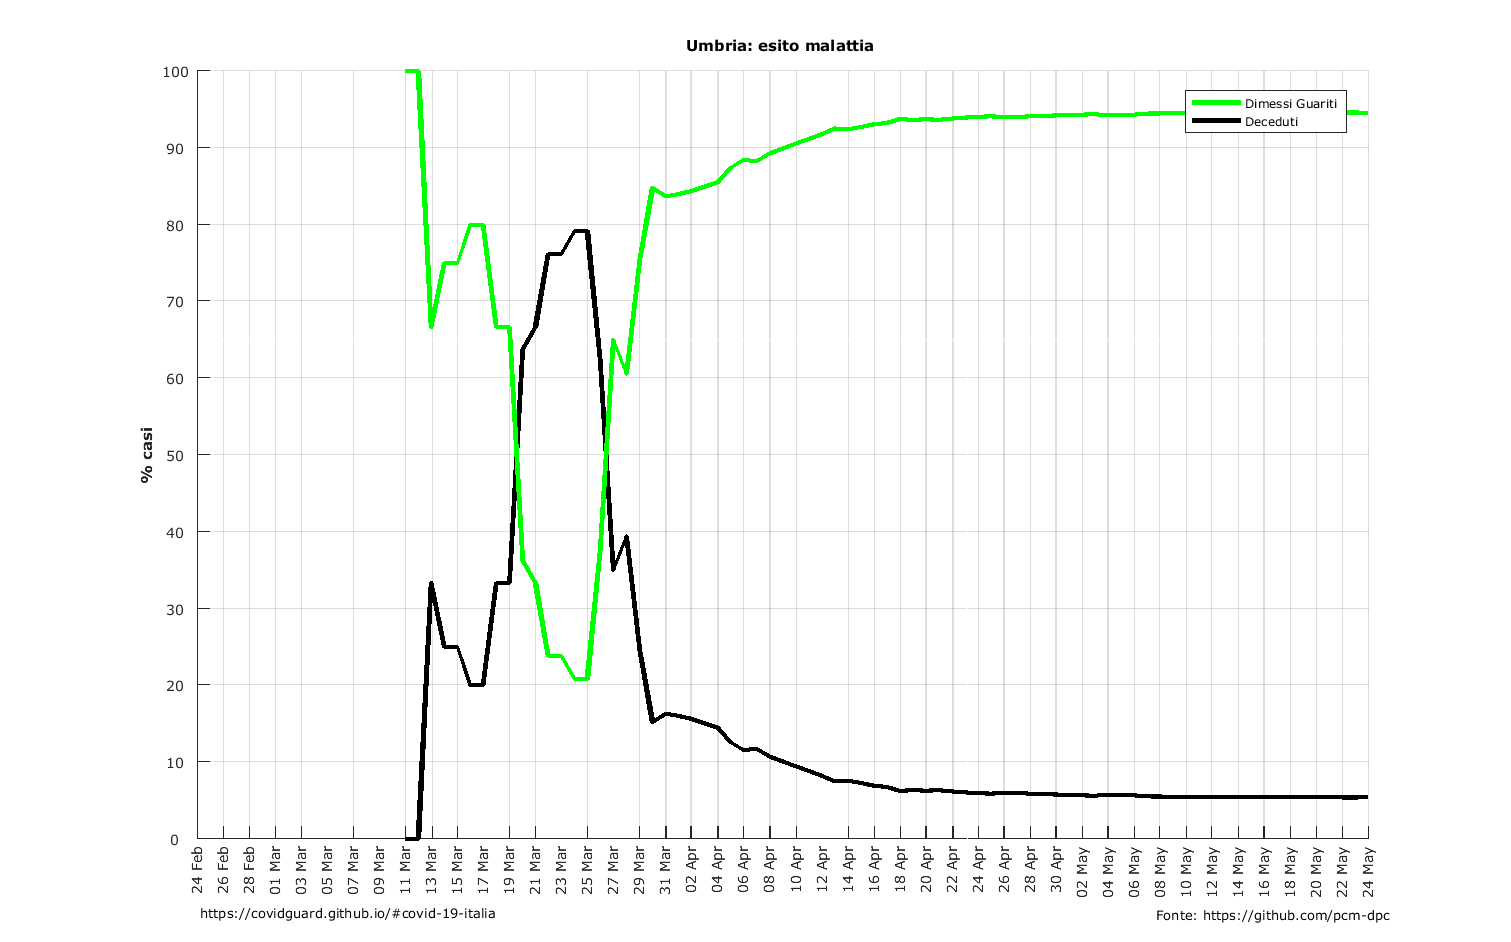 Umbria: esito malattia
100
90
80
70
60
50
40
30
20
10
0
% casi
Dimessi Guariti
Deceduti
24 Feb
26 Feb
28 Feb
01 Mar
03 Mar
05 Mar
07 Mar
09 Mar
11 Mar
13 Mar
15 Mar
17 Mar
19 Mar
21 Mar
23 Mar
25 Mar
27 Mar
29 Mar
31 Mar
02 Apr
04 Apr
06 Apr
08 Apr
10 Apr
12 Apr
14 Apr
16 Apr
18 Apr
20 Apr
22 Apr
24 Apr
26 Apr
28 Apr
30 Apr
02 May
04 May
06 May
08 May
10 May
12 May
14 May
16 May
18 May
20 May
22 May
24 May
https://covidguard.github.io/#covid-19-italia
Fonte: https://github.com/pcm-dpc